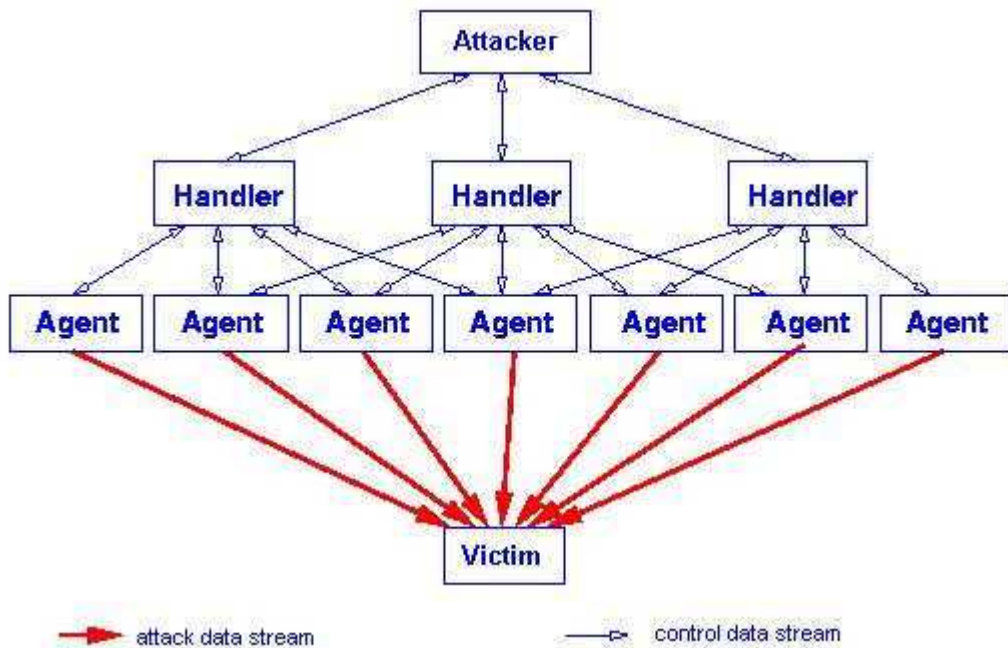 Attacker
Handler Handler Handler
Agent Agent Agent Agent Agent Agent Agent
Victim
attack data stream control data stream